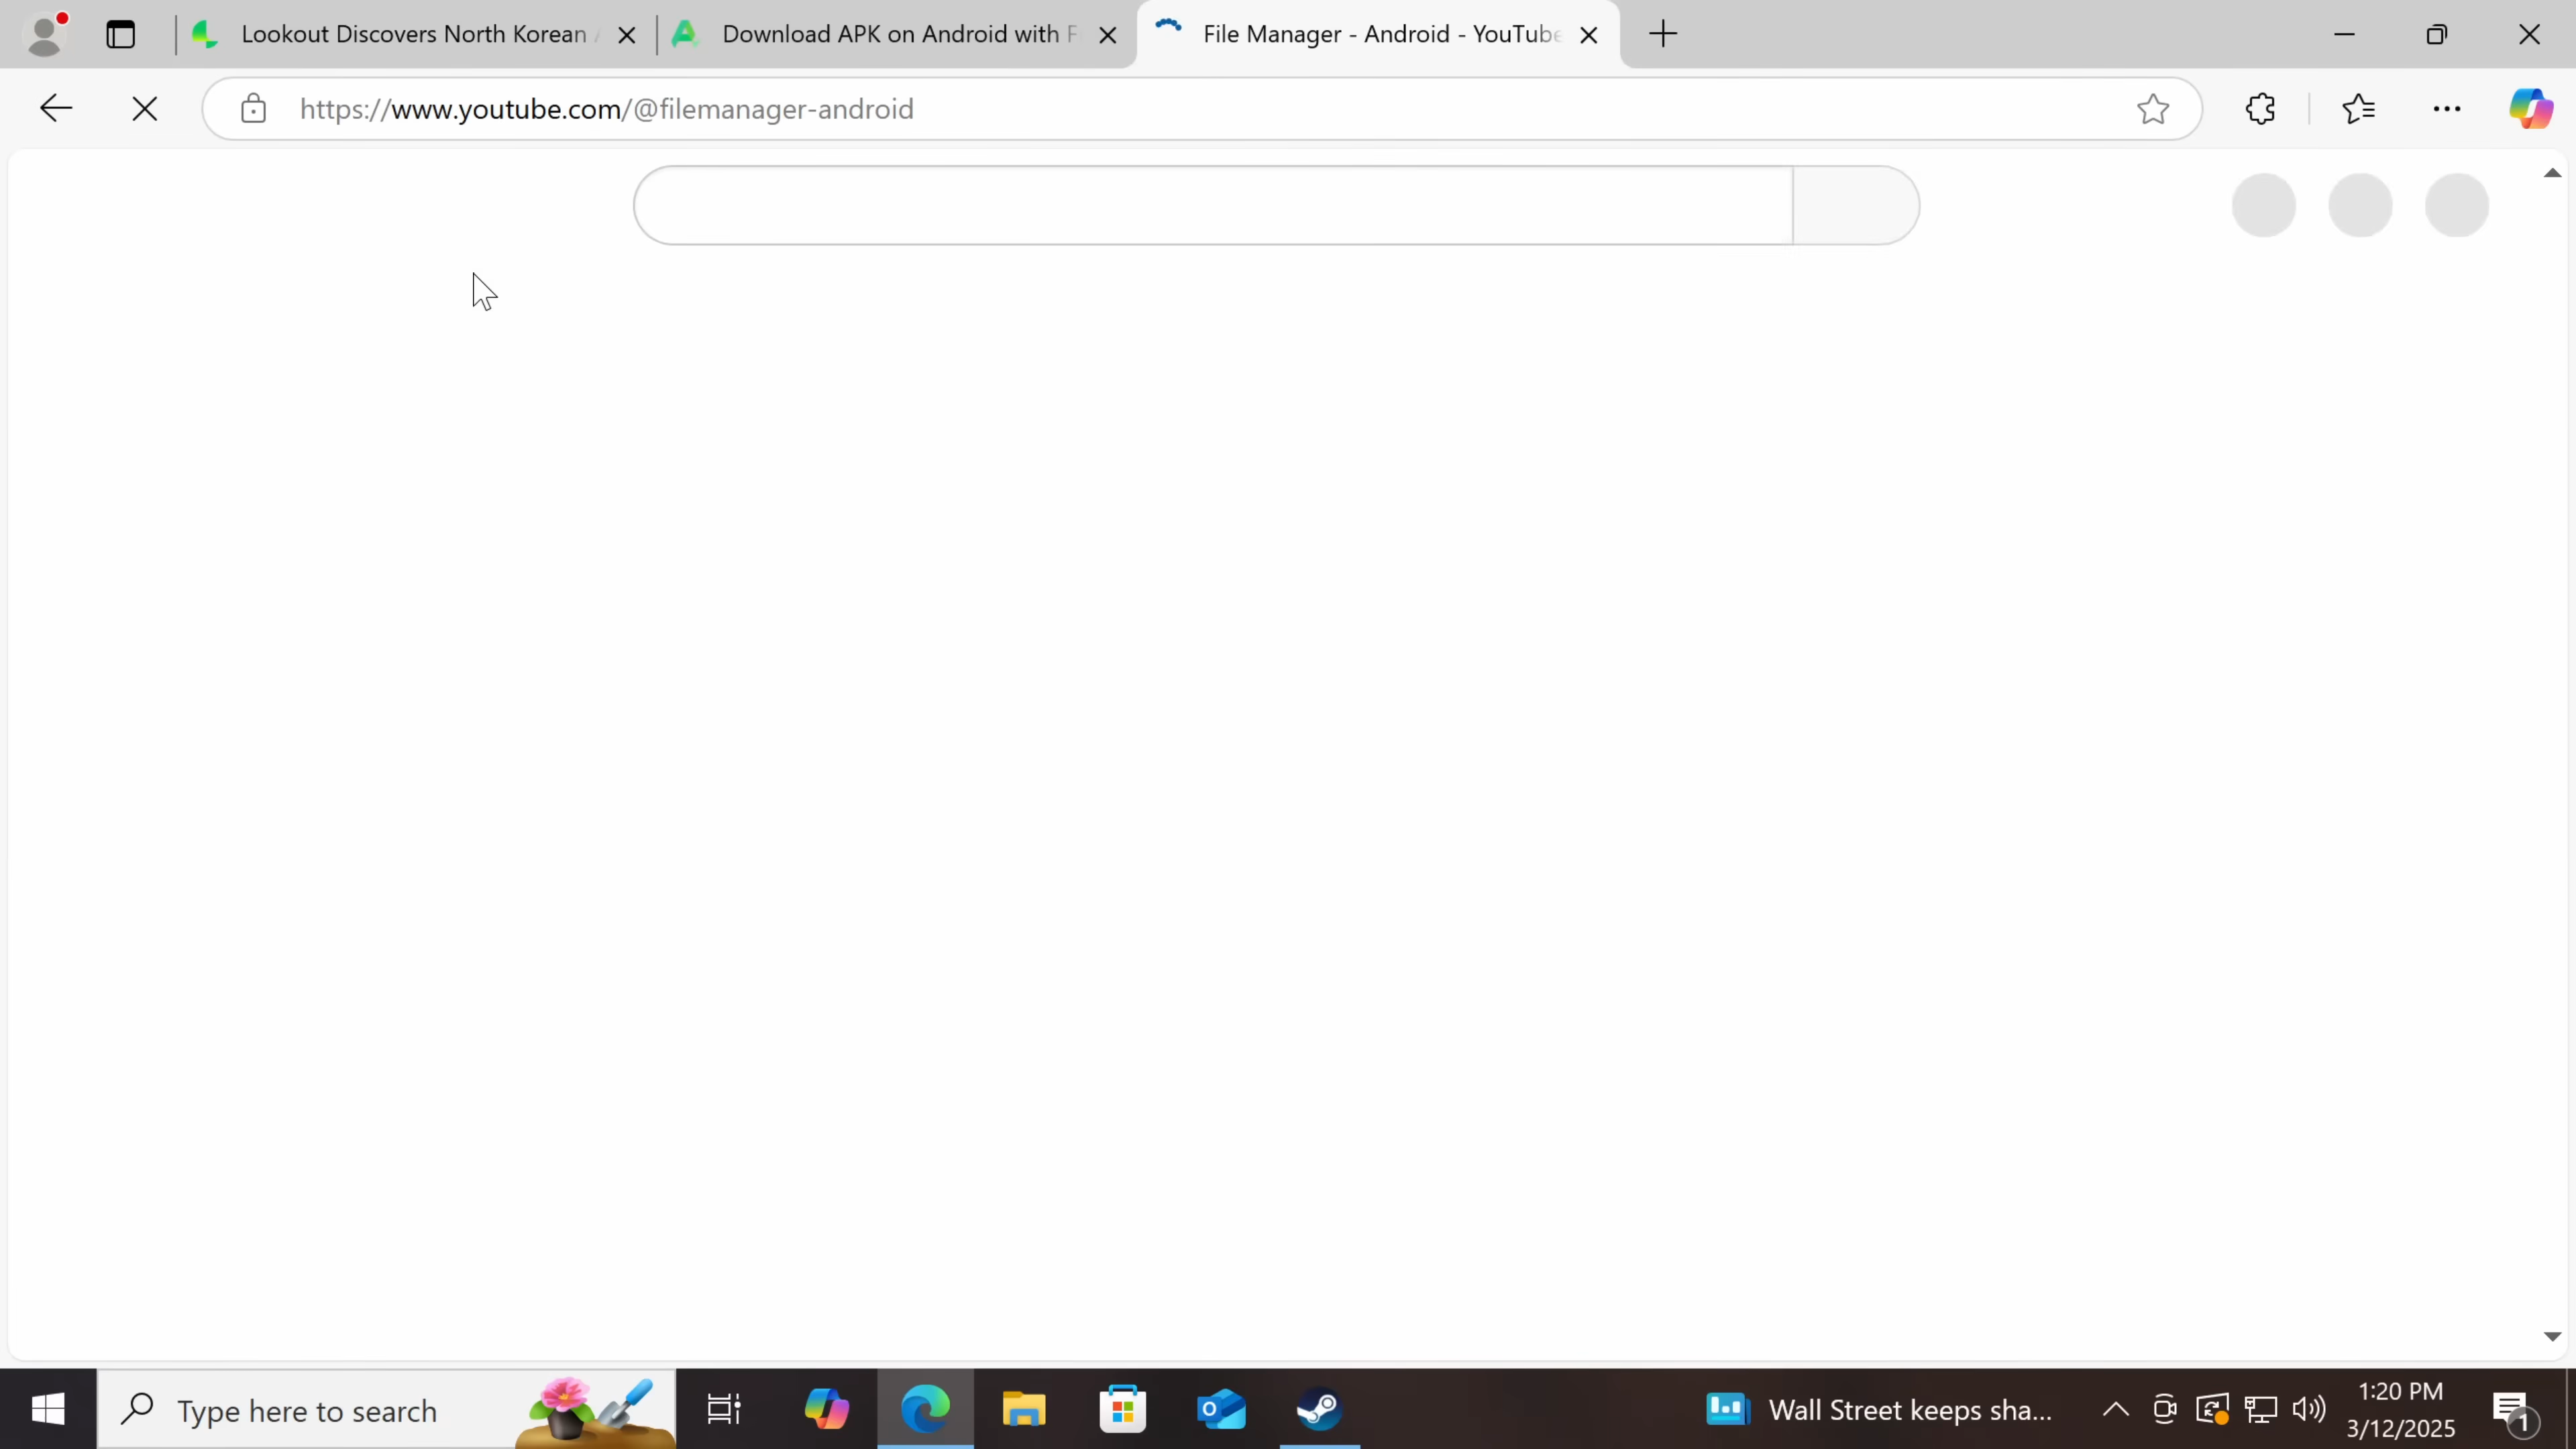 Lookout Discovers North Korean
Download APK on Android with F
File Manager - Android - YouTube
https://www.youtube.com/@filemanager-android
Type here to search
Wall Street keeps sha...
1:20 PM
3/12/2025
1